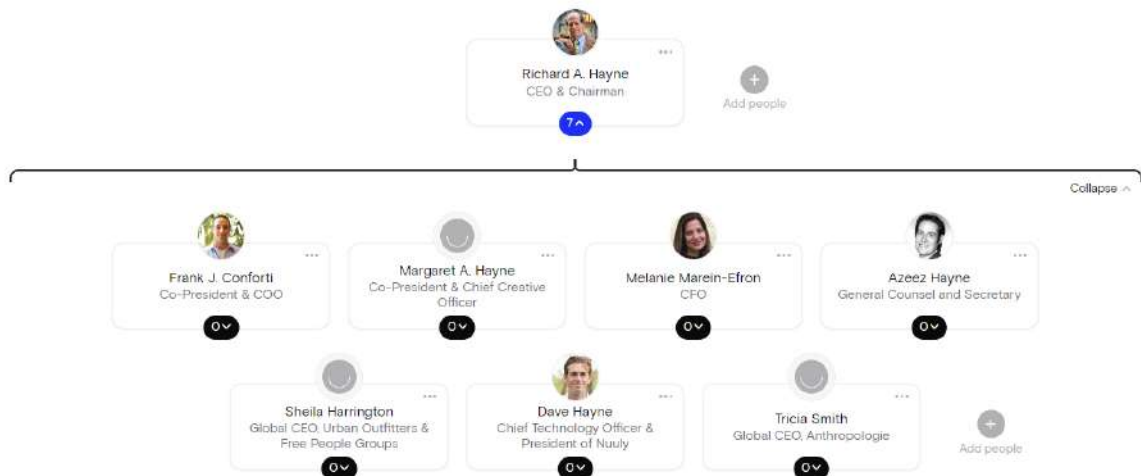 Richard A. Hayne
CEO & Chairman
7
Add people
Collapse
Frank J. Conforti
Co-President & COO
0
Margaret A. Hayne
Co-President & Chief Creative
Officer
0
Melanie Marein-Efron
CFO
0
Azeez Hayne
General Counsel and Secretary
0
Sheila Harrington
Global CEO, Urban Outfitters &
Free People Groups
0
Dave Hayne
Chief Technology Officer &
President of Nuuly
0
Tricia Smith
Global CEO, Anthropologie
0
Add people